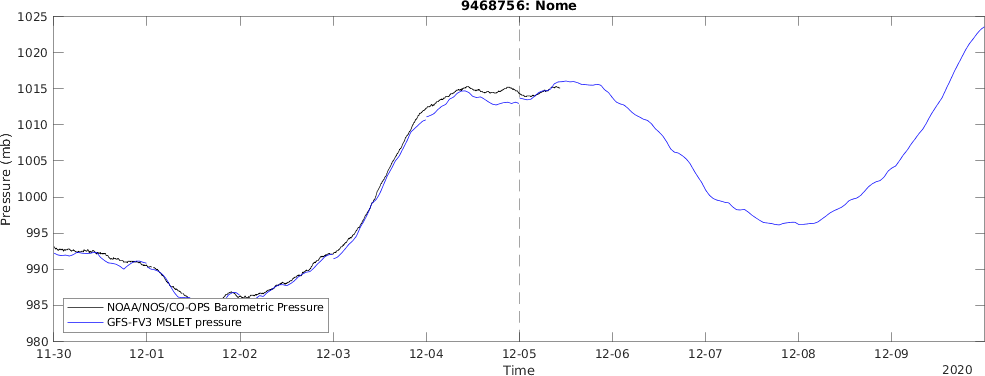 9468756: Nome
1025
1020
1015
1010
1005
1000
995
990
985
980
Pressure (mb)
NOAA/NOS/CO-OPS Barometric Pressure
GFS-FV3 MSLET pressure
11-30 12-01 12-02 12-03 12-04 12-05 12-06 12-07 12-08 12-09
Time
2020